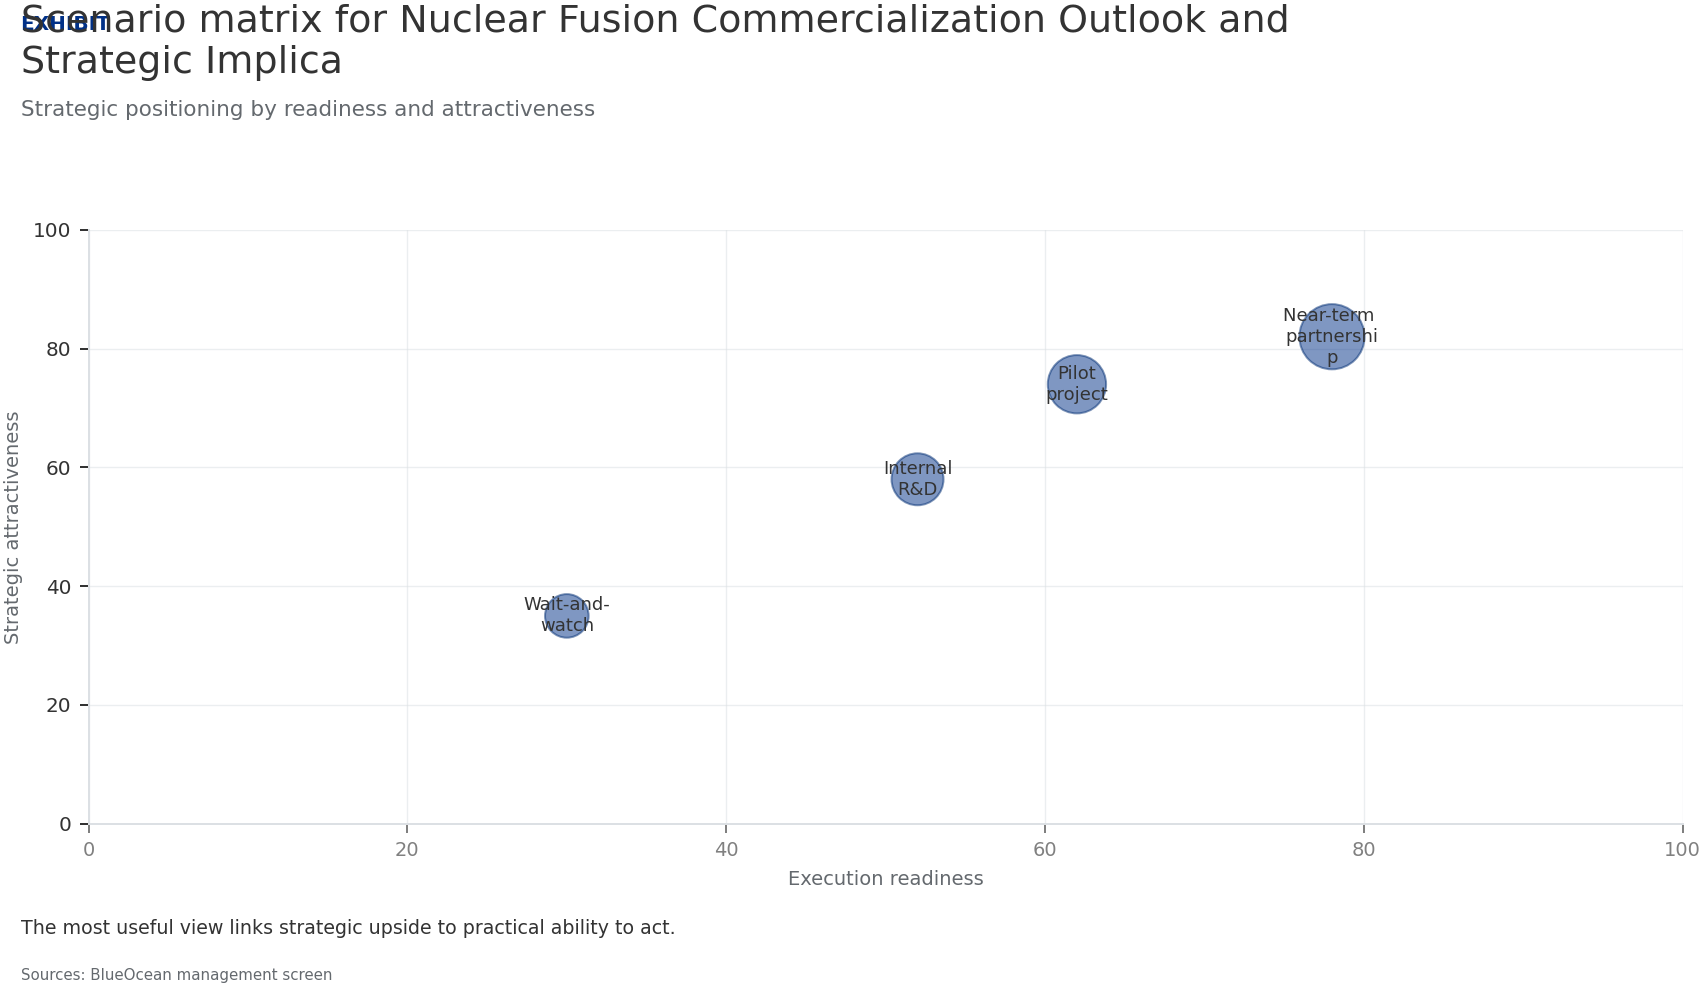 EXHIBIT
Scenario matrix for Nuclear Fusion Commercialization Outlook and
Strategic Implica
Strategic positioning by readiness and attractiveness
100
80
60
40
20
0
Strategic attractiveness
Near-term
partnershi
p
Pilot
project
Internal
R&D
Wait-and-
watch
0 20 40 60 80 100
Execution readiness
The most useful view links strategic upside to practical ability to act.
Sources: BlueOcean management screen